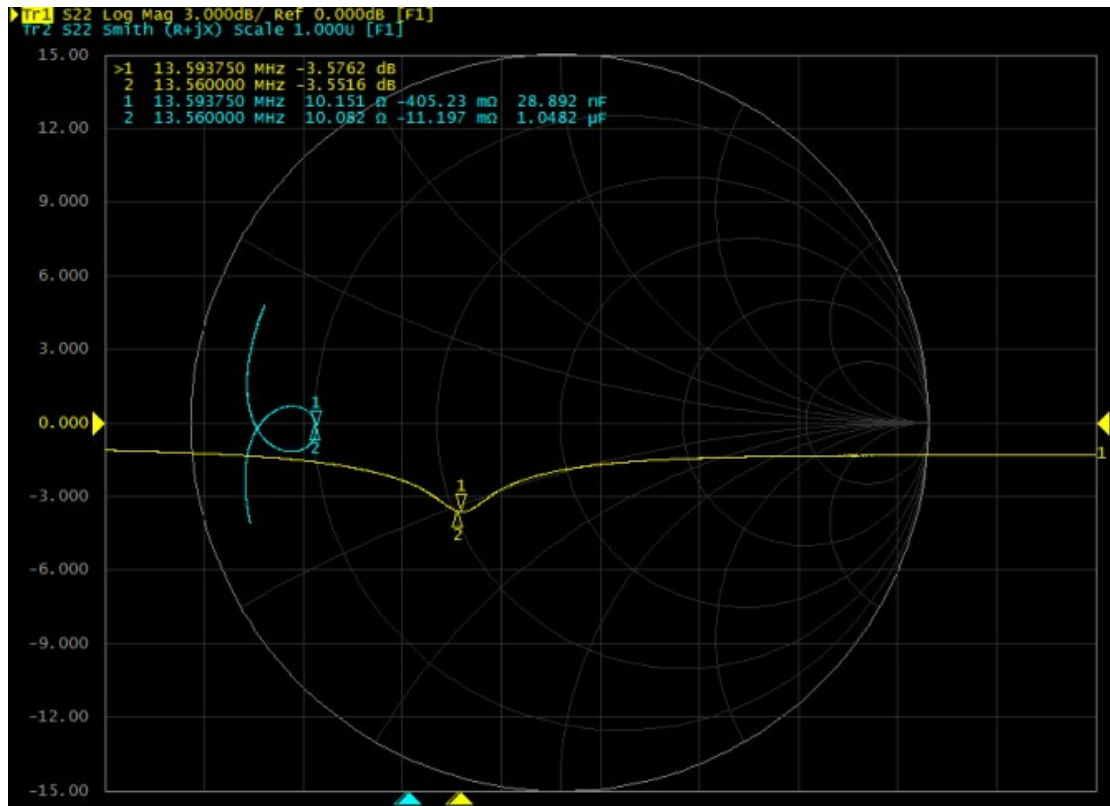 Tr1 S22 Log Mag 3.000dB/ Ref 0.000dB [F1]
Tr2 S22 Smith (R+jX) Scale 1.000U [F1]
15.00
>1 13.593750 MHz -3.5762 dB
2 13.560000 MHz -3.5516 dB
1 13.593750 MHz 10.151 Ω -405.23 mΩ 28.892 nF
2 13.560000 MHz 10.082 Ω -11.197 mΩ 1.0482 µF
12.00
9.000
6.000
3.000
1
0.000
2
1
-3.000
1
2
-6.000
-9.000
-12.00
-15.00